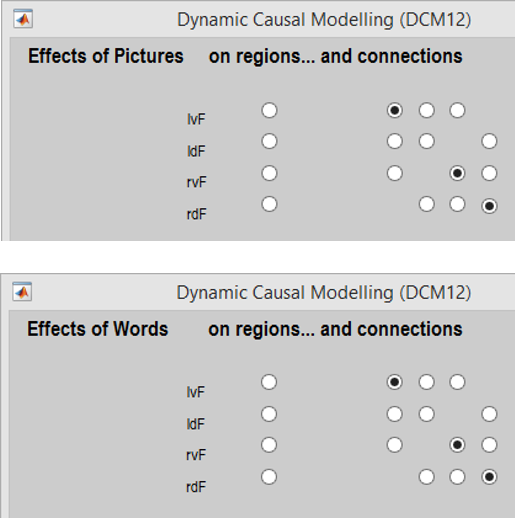 Dynamic Causal Modelling (DCM12)
Effects of Pictures on regions... and connections
lvF
ldF
rvF
rdF
Dynamic Causal Modelling (DCM12)
Effects of Words on regions... and connections
lvF
ldF
rvF
rdF